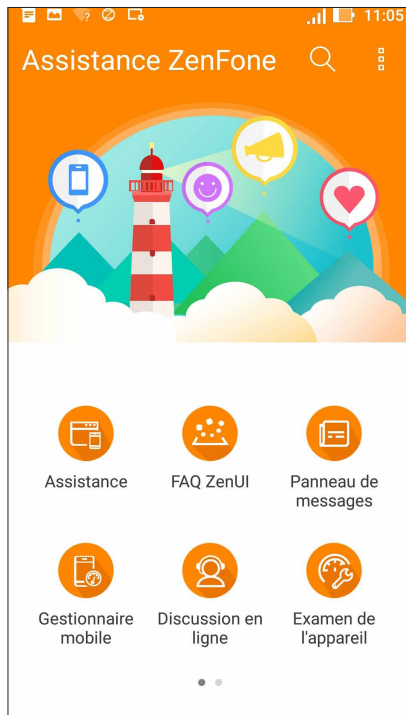 11:05
Assistance ZenFone
Assistance
FAQ ZenUI
Panneau de
messages
Gestionnaire
mobile
Discussion en
ligne
Examen de
l'appareil